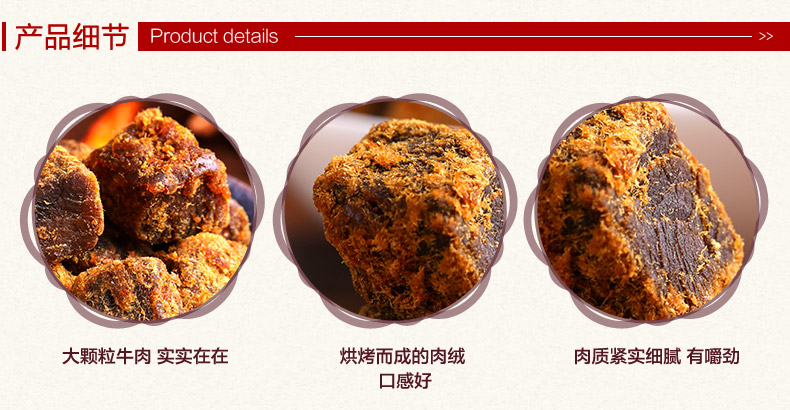 产品细节 Product details >>
大颗粒牛肉 实实在在
烘烤而成的肉绒
口感好
肉质紧实细腻 有嚼劲